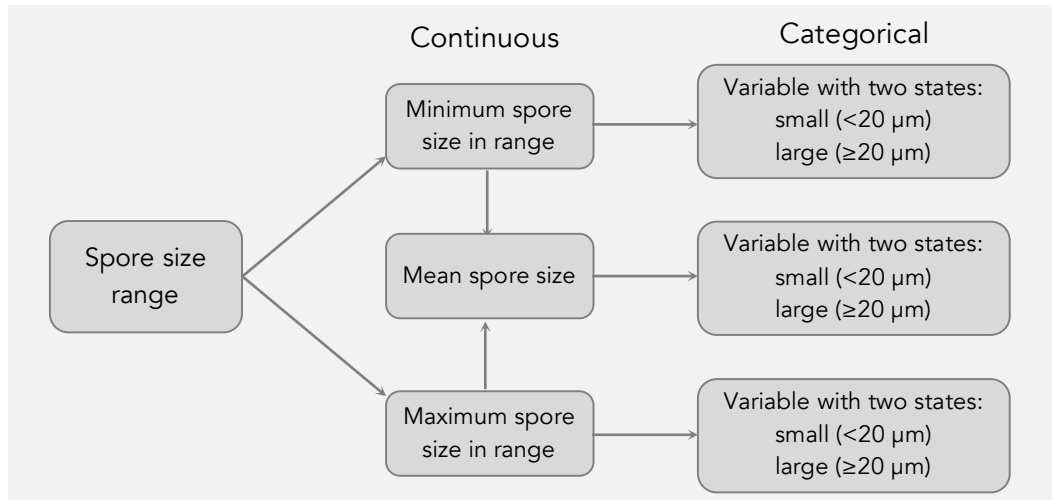 Continuous
Categorical
Spore size
range
Minimum spore
size in range
Variable with two states:
small (<20 µm)
large (≥20 µm)
Mean spore size
Variable with two states:
small (<20 µm)
large (≥20 µm)
Maximum spore
size in range
Variable with two states:
small (<20 µm)
large (≥20 µm)